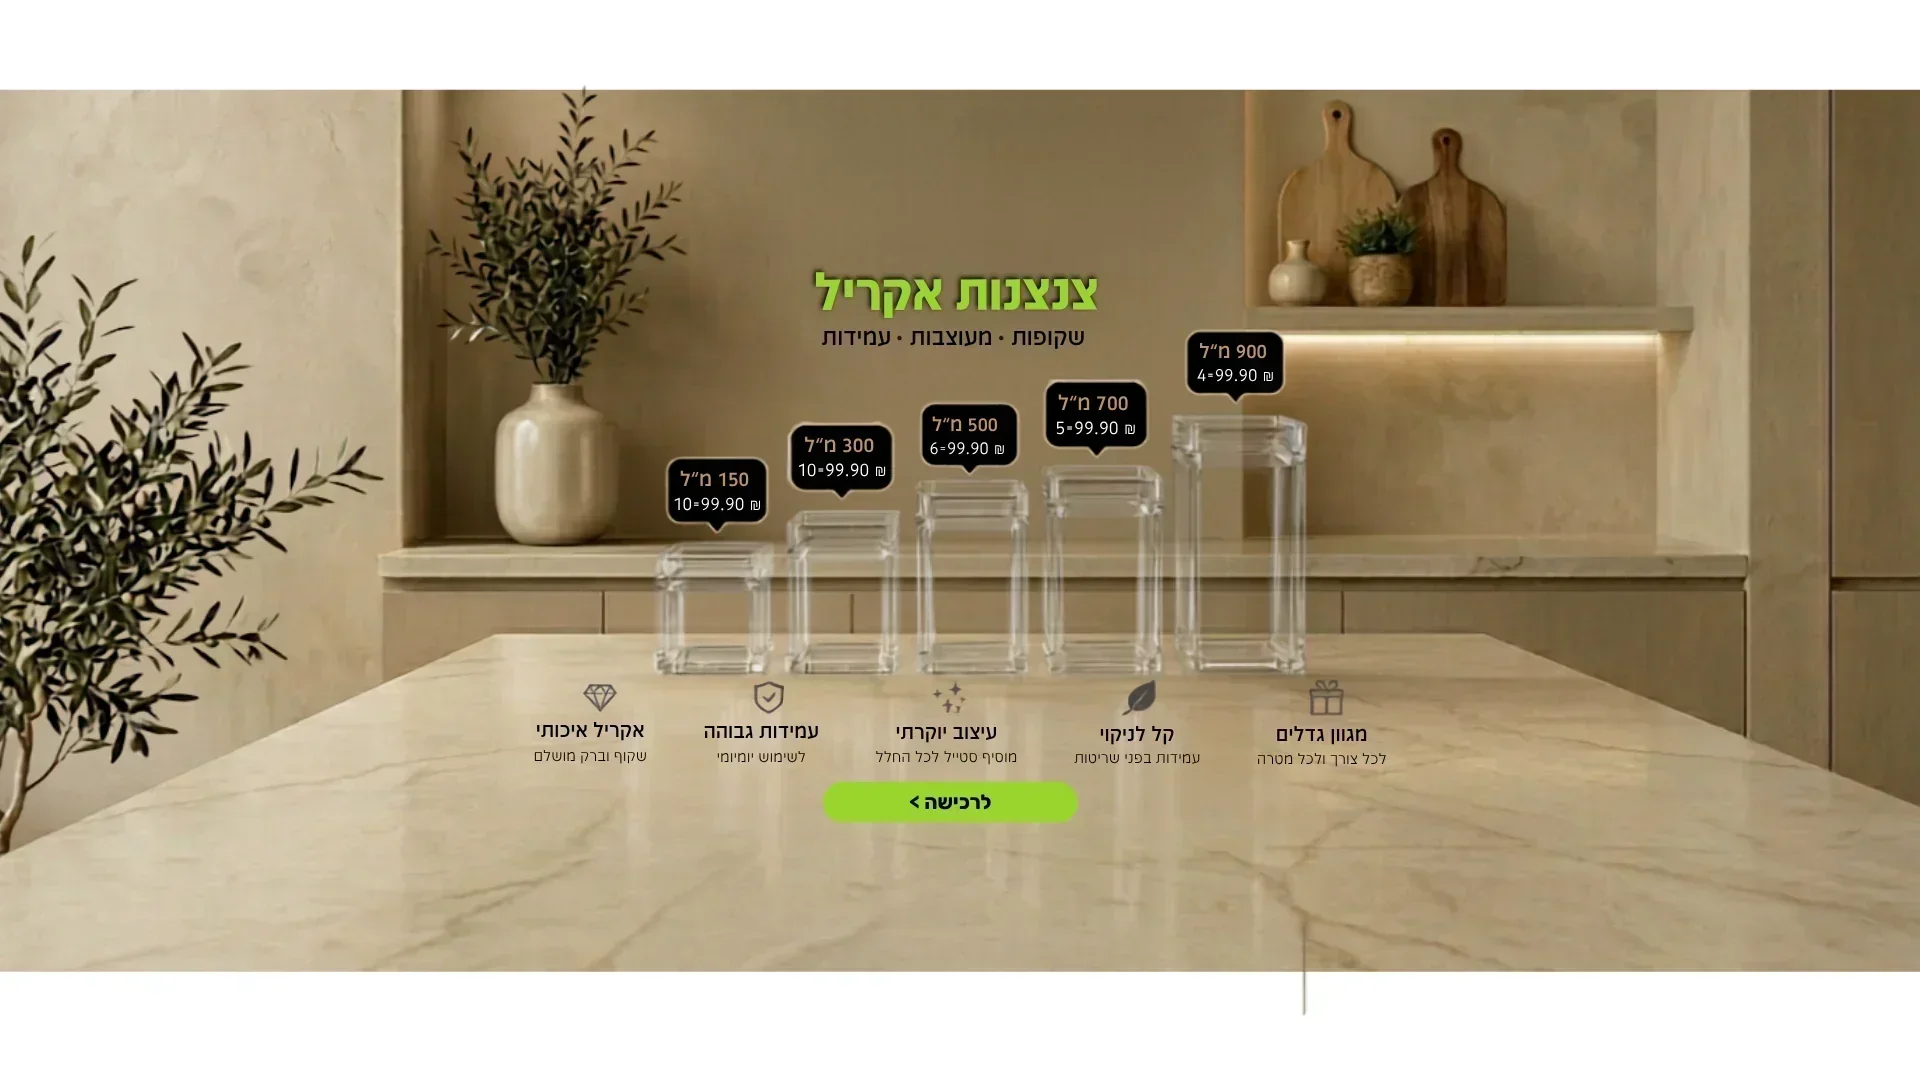 צנצנות אקריל
שקופות • מעוצבות • עמידות
900 מ״ל
4=99.90 ₪
700 מ״ל
5=99.90 ₪
500 מ״ל
6=99.90 ₪
300 מ״ל
10=99.90 ₪
150 מ״ל
10=99.90 ₪
מגוון גדלים
לכל צורך ולכל מטרה
קל לניקוי
עמידות בפני שריטות
עיצוב יוקרתי
מוסיף סטייל לכל החלל
עמידות גבוהה
לשימוש יומיומי
אקריל איכותי
שקוף וברק מושלם
לרכישה >